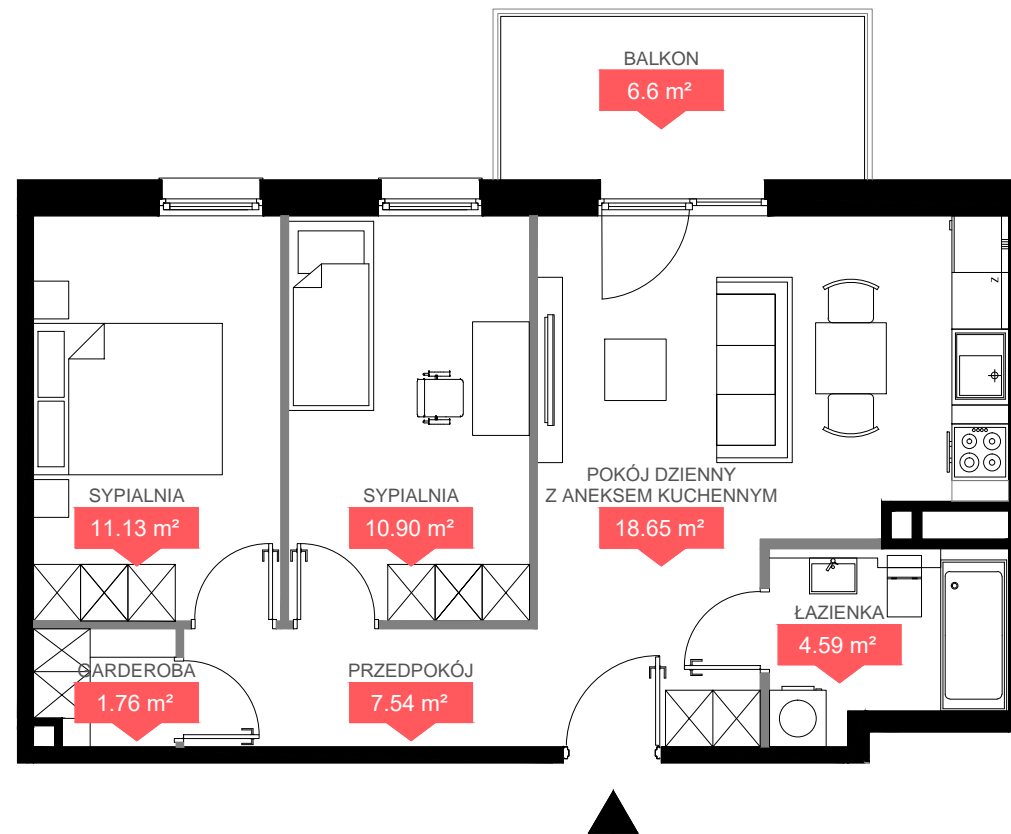 BALKON
6.6 m²
Z
POKÓJ DZIENNY
Z ANEKSEM KUCHENNYM
18.65 m²
SYPIALNIA
11.13 m²
SYPIALNIA
10.90 m²
ŁAZIENKA
4.59 m²
GARDEROBA
1.76 m²
PRZEDPOKÓJ
7.54 m²